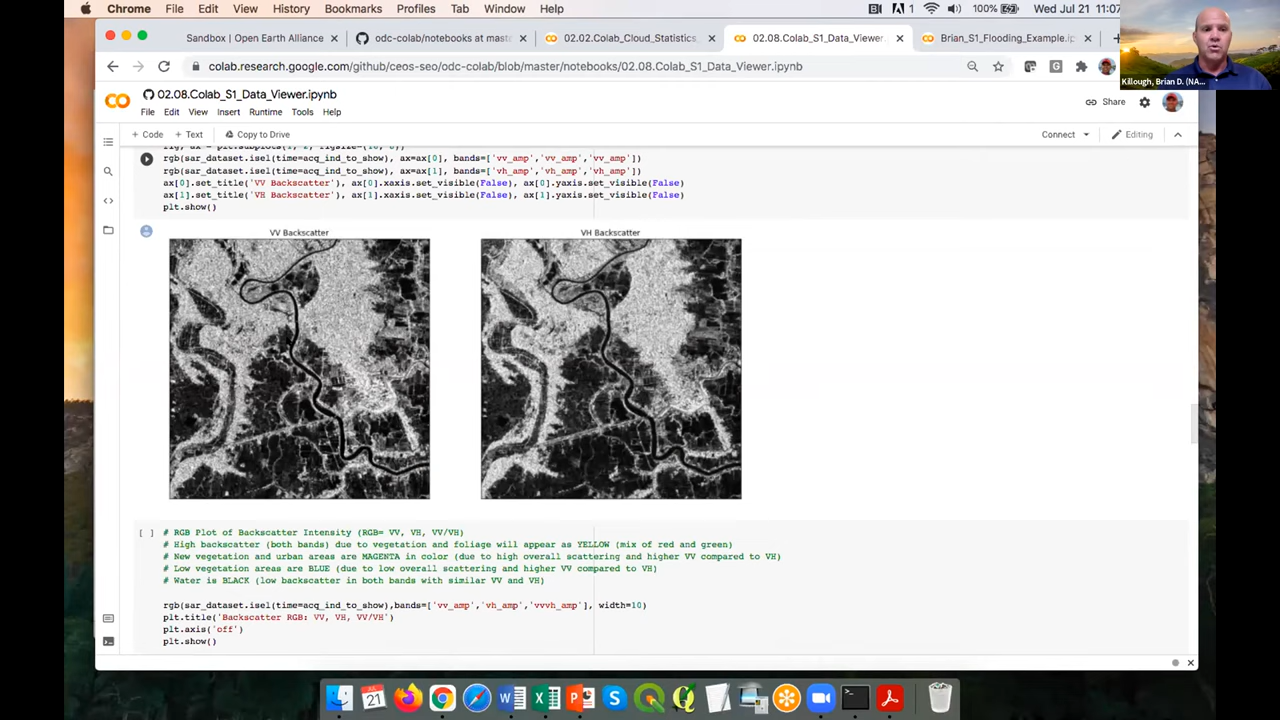 Chrome File Edit View History Bookmarks Profiles Tab Window Help
1 100% Wed Jul 21 11:07
Sandbox | Open Earth Alliance
odc-colab/notebooks at mas
02.02.Colab_Cloud_Statistics_
02.08.Colab_S1_Data_Viewer.
Brian_S1_Flooding_Example.ip
colab.research.google.com/github/ceos-seo/odc-colab/blob/master/notebooks/02.08.Colab_S1_Data_Viewer.ipynb
Killough, Brian D. (NA...
02.08.Colab_S1_Data_Viewer.ipynb
File Edit View Insert Runtime Tools Help
Share
+ Code + Text Copy to Drive
Connect Editing
rgb(sar_dataset.isel(time=acq_ind_to_show), ax=ax[0], bands=['vv_amp','vv_amp','vv_amp'])
rgb(sar_dataset.isel(time=acq_ind_to_show), ax=ax[1], bands=['vh_amp','vh_amp','vh_amp'])
ax[0].set_title('VV Backscatter'), ax[0].xaxis.set_visible(False), ax[0].yaxis.set_visible(False)
ax[1].set_title('VH Backscatter'), ax[1].xaxis.set_visible(False), ax[1].yaxis.set_visible(False)
plt.show()
VV Backscatter
VH Backscatter
[ ] # RGB Plot of Backscatter Intensity (RGB= VV, VH, VV/VH)
# High backscatter (both bands) due to vegetation and foliage will appear as YELLOW (mix of red and green)
# New vegetation and urban areas are MAGENTA in color (due to high overall scattering and higher VV compared to VH)
# Low vegetation areas are BLUE (due to low overall scattering and higher VV compared to VH)
# Water is BLACK (low backscatter in both bands with similar VV and VH)
rgb(sar_dataset.isel(time=acq_ind_to_show),bands=['vv_amp','vh_amp','vvvh_amp'], width=10)
plt.title('Backscatter RGB: VV, VH, VV/VH')
plt.axis('off')
plt.show()